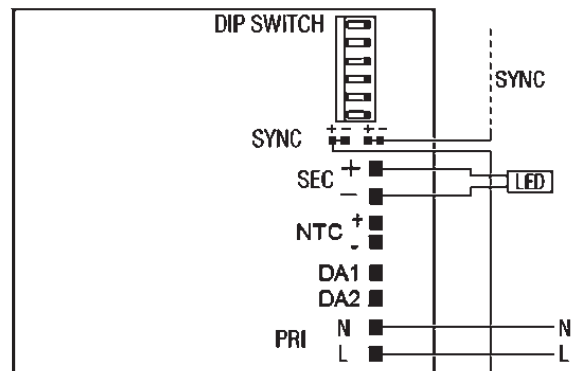 DIP SWITCH
SYNC
+ - + -
SYNC
SEC + -
LED
NTC + -
DA1
DA2
PRI N L
N
L